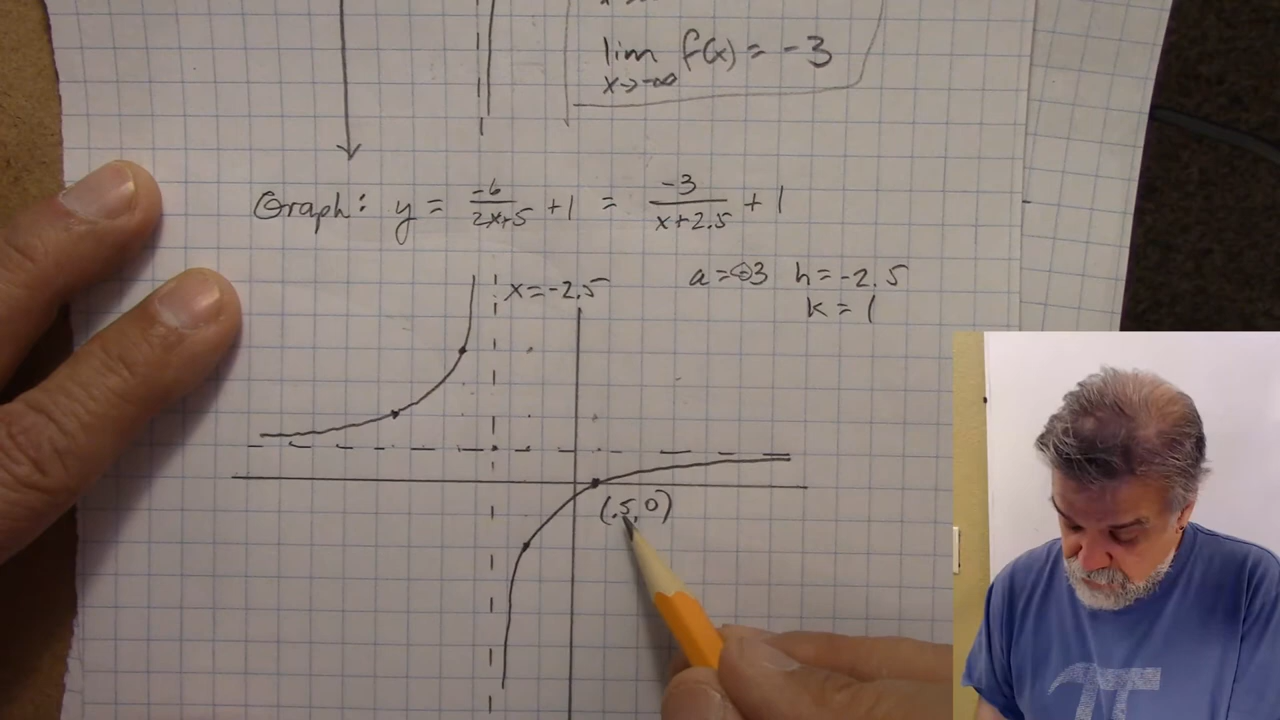 lim f(x) = -3
x→-∞
Graph: y = -6/2x+5 + 1 = -3/x+2.5 + 1
a=-3 h=-2.5
k=1
x=-2.5
(.5,0)
π